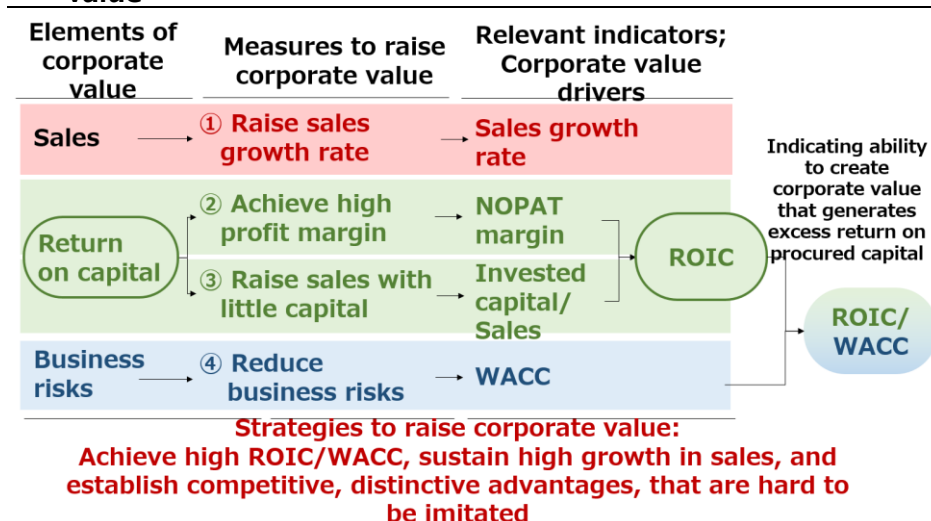 value
Elements of
corporate
value
Measures to raise
corporate value
Relevant indicators;
Corporate value
drivers
Sales
① Raise sales
growth rate
Sales growth
rate
Return
on capital
② Achieve high
profit margin
NOPAT
margin
③ Raise sales with
little capital
Invested
capital/
Sales
ROIC
Indicating ability
to create
corporate value
that generates
excess return on
procured capital
ROIC/
WACC
Business
risks
④ Reduce
business risks
WACC
Strategies to raise corporate value:
Achieve high ROIC/WACC, sustain high growth in sales, and
establish competitive, distinctive advantages, that are hard to
be imitated